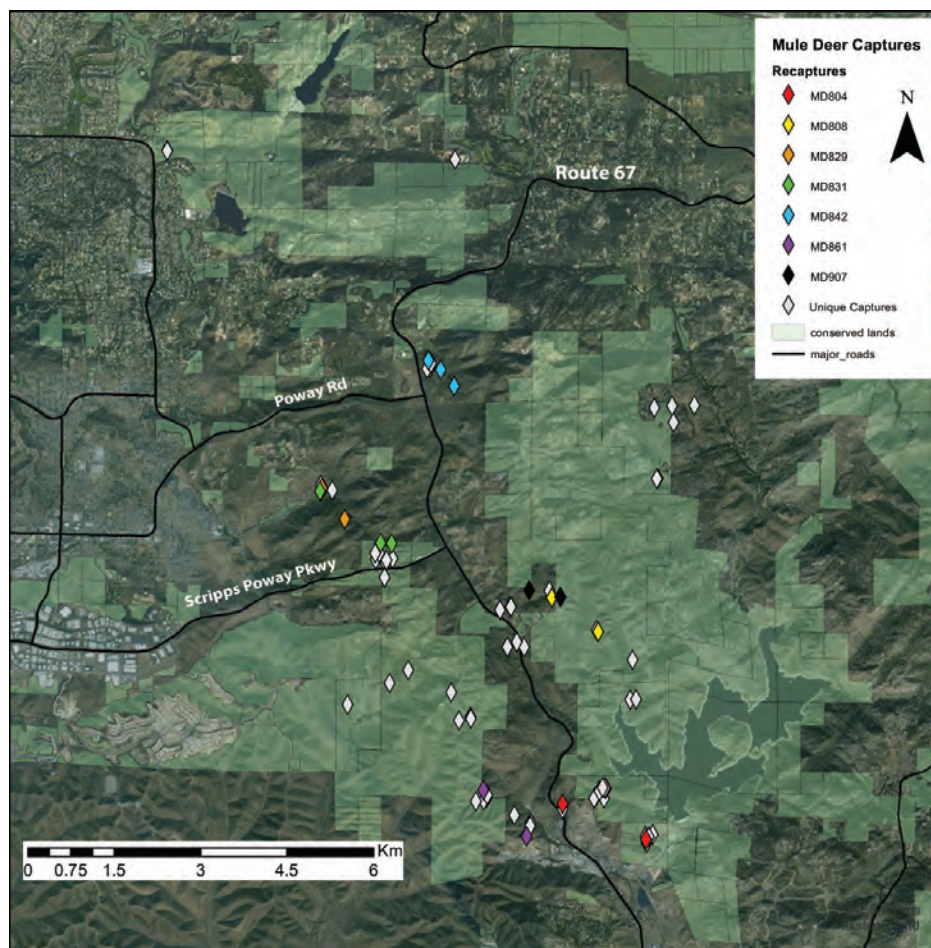 Mule Deer Captures
Recaptures
MD804
MD808
MD829
MD831
MD842
MD861
MD907
Unique Captures
conserved lands
major_roads
N
Route 67
Poway Rd
Scripps Poway Pkwy
Km
0 0.75 1.5 3 4.5 6